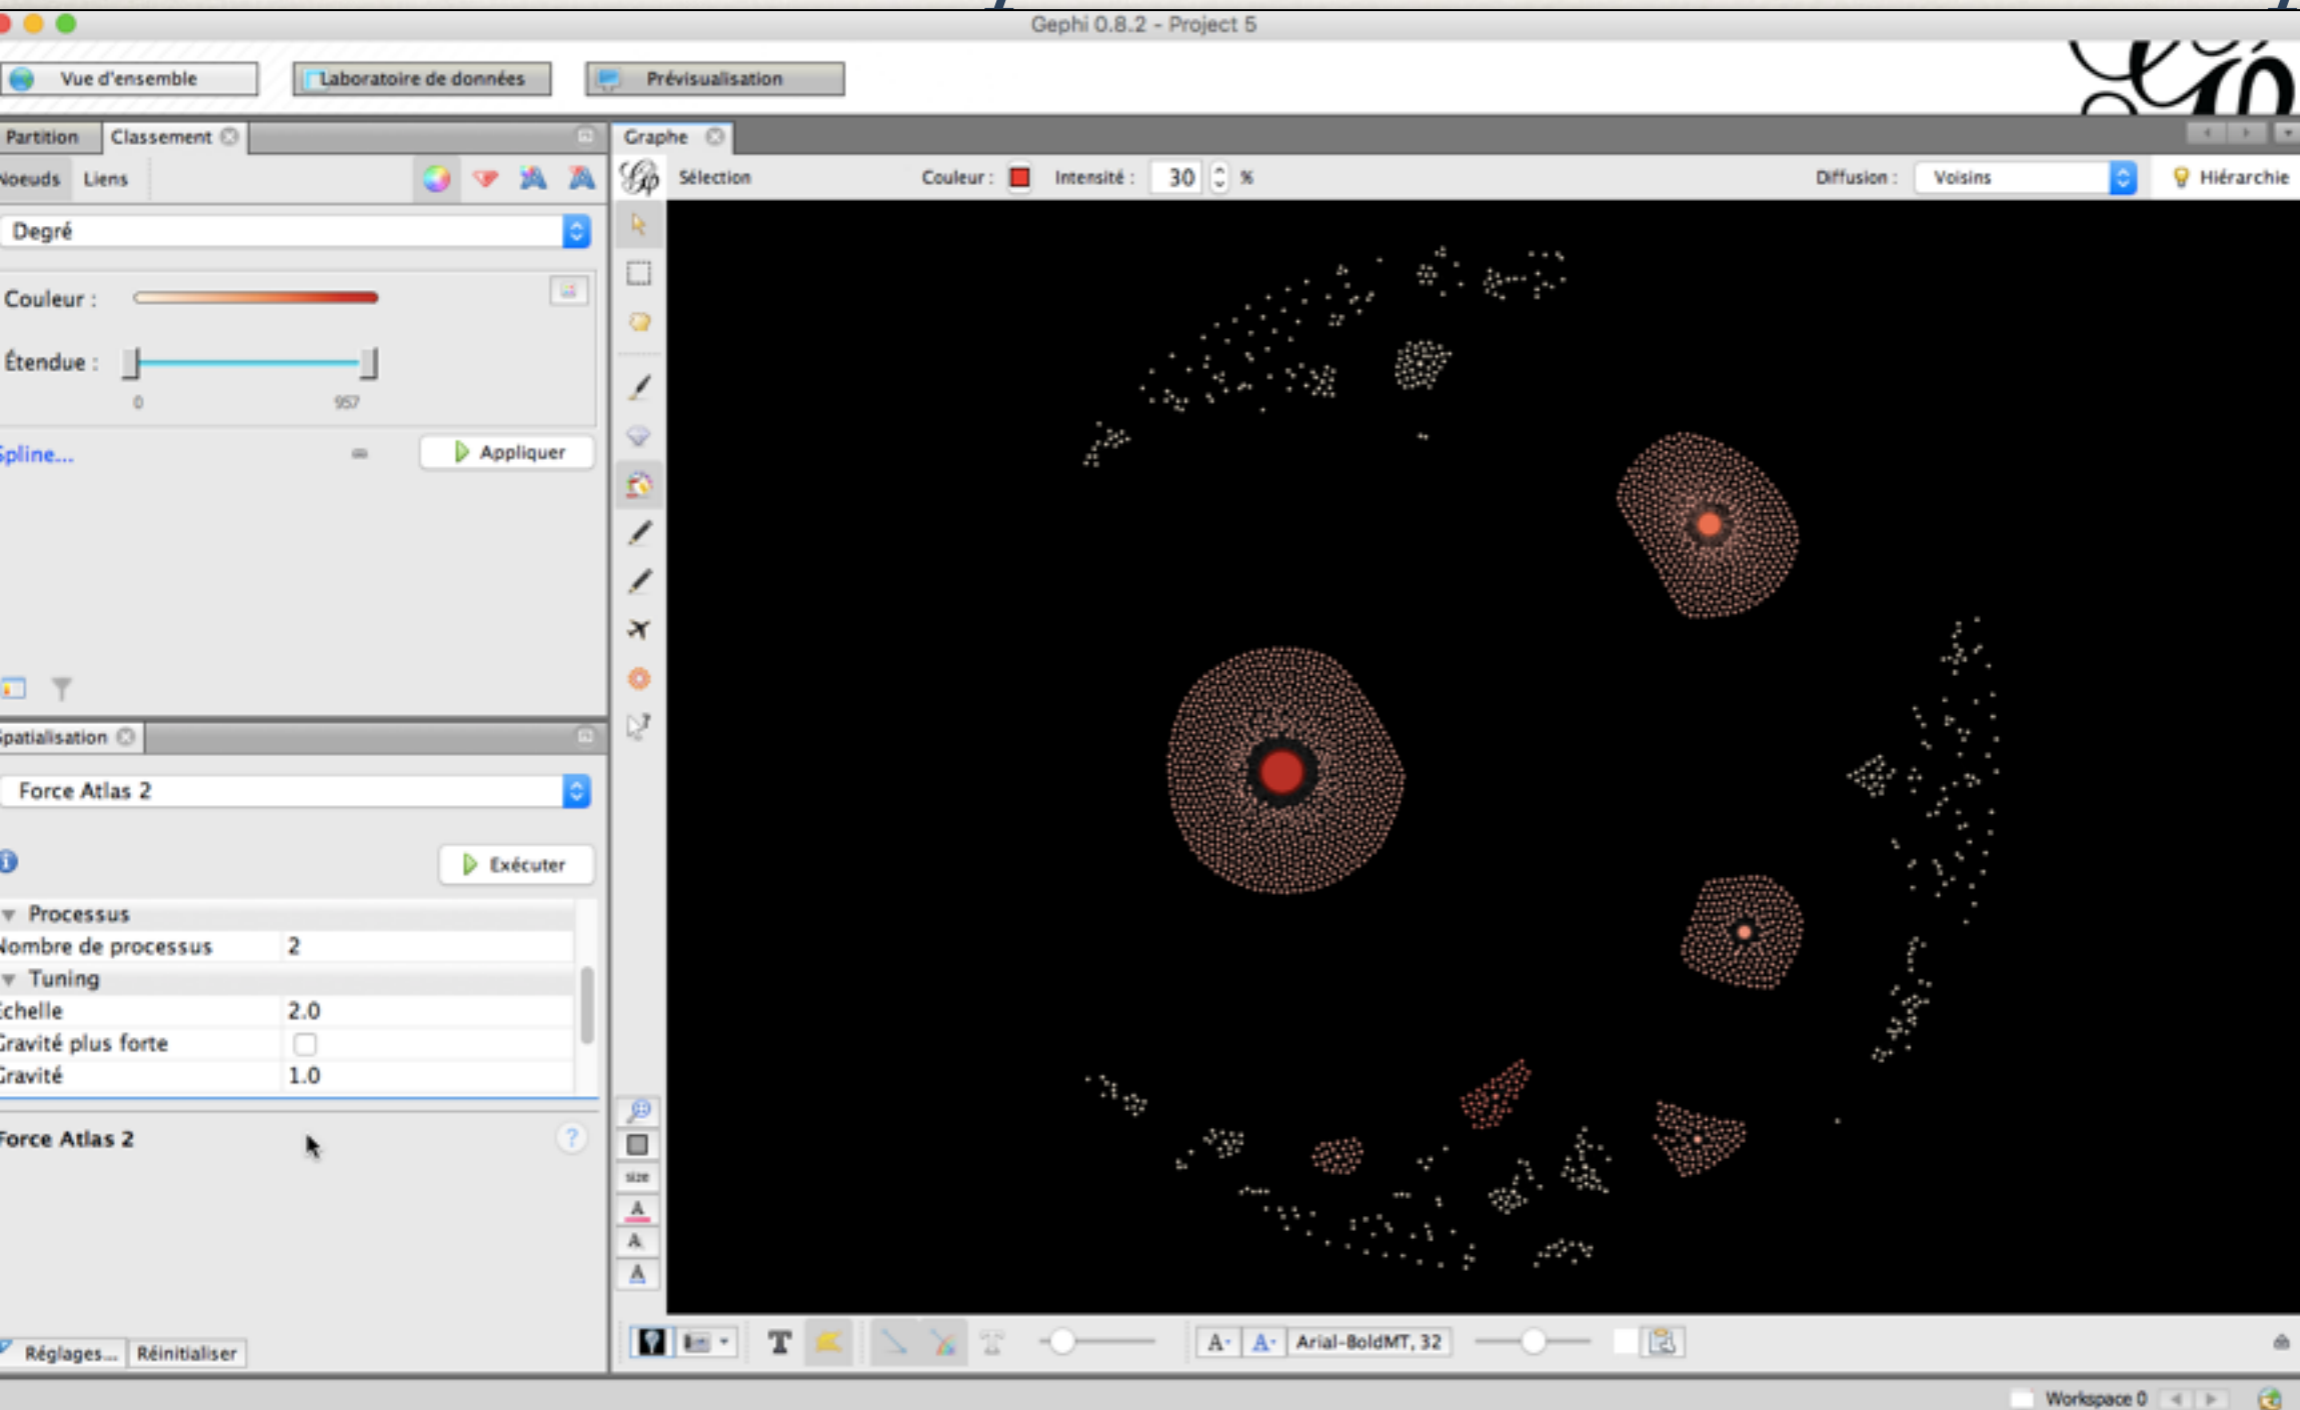 Gephi 0.8.2 - Project 5
Vue d'ensemble
Laboratoire de données
Prévisualisation
Partition
Classement
Graphe
Noeuds
Liens
Sélection
Couleur :
Intensité :
30
%
Diffusion :
Voisins
Hiérarchie
Degré
Couleur :
Étendue :
0
957
Spline...
Appliquer
Spatialisation
Force Atlas 2
Exécuter
Processus
Nombre de processus
2
Tuning
Echelle
2.0
Gravité plus forte
Gravité
1.0
Force Atlas 2
?
size
A
A
A
Réglages...
Réinitialiser
T
T
A
A
Arial-BoldMT, 32
Workspace 0